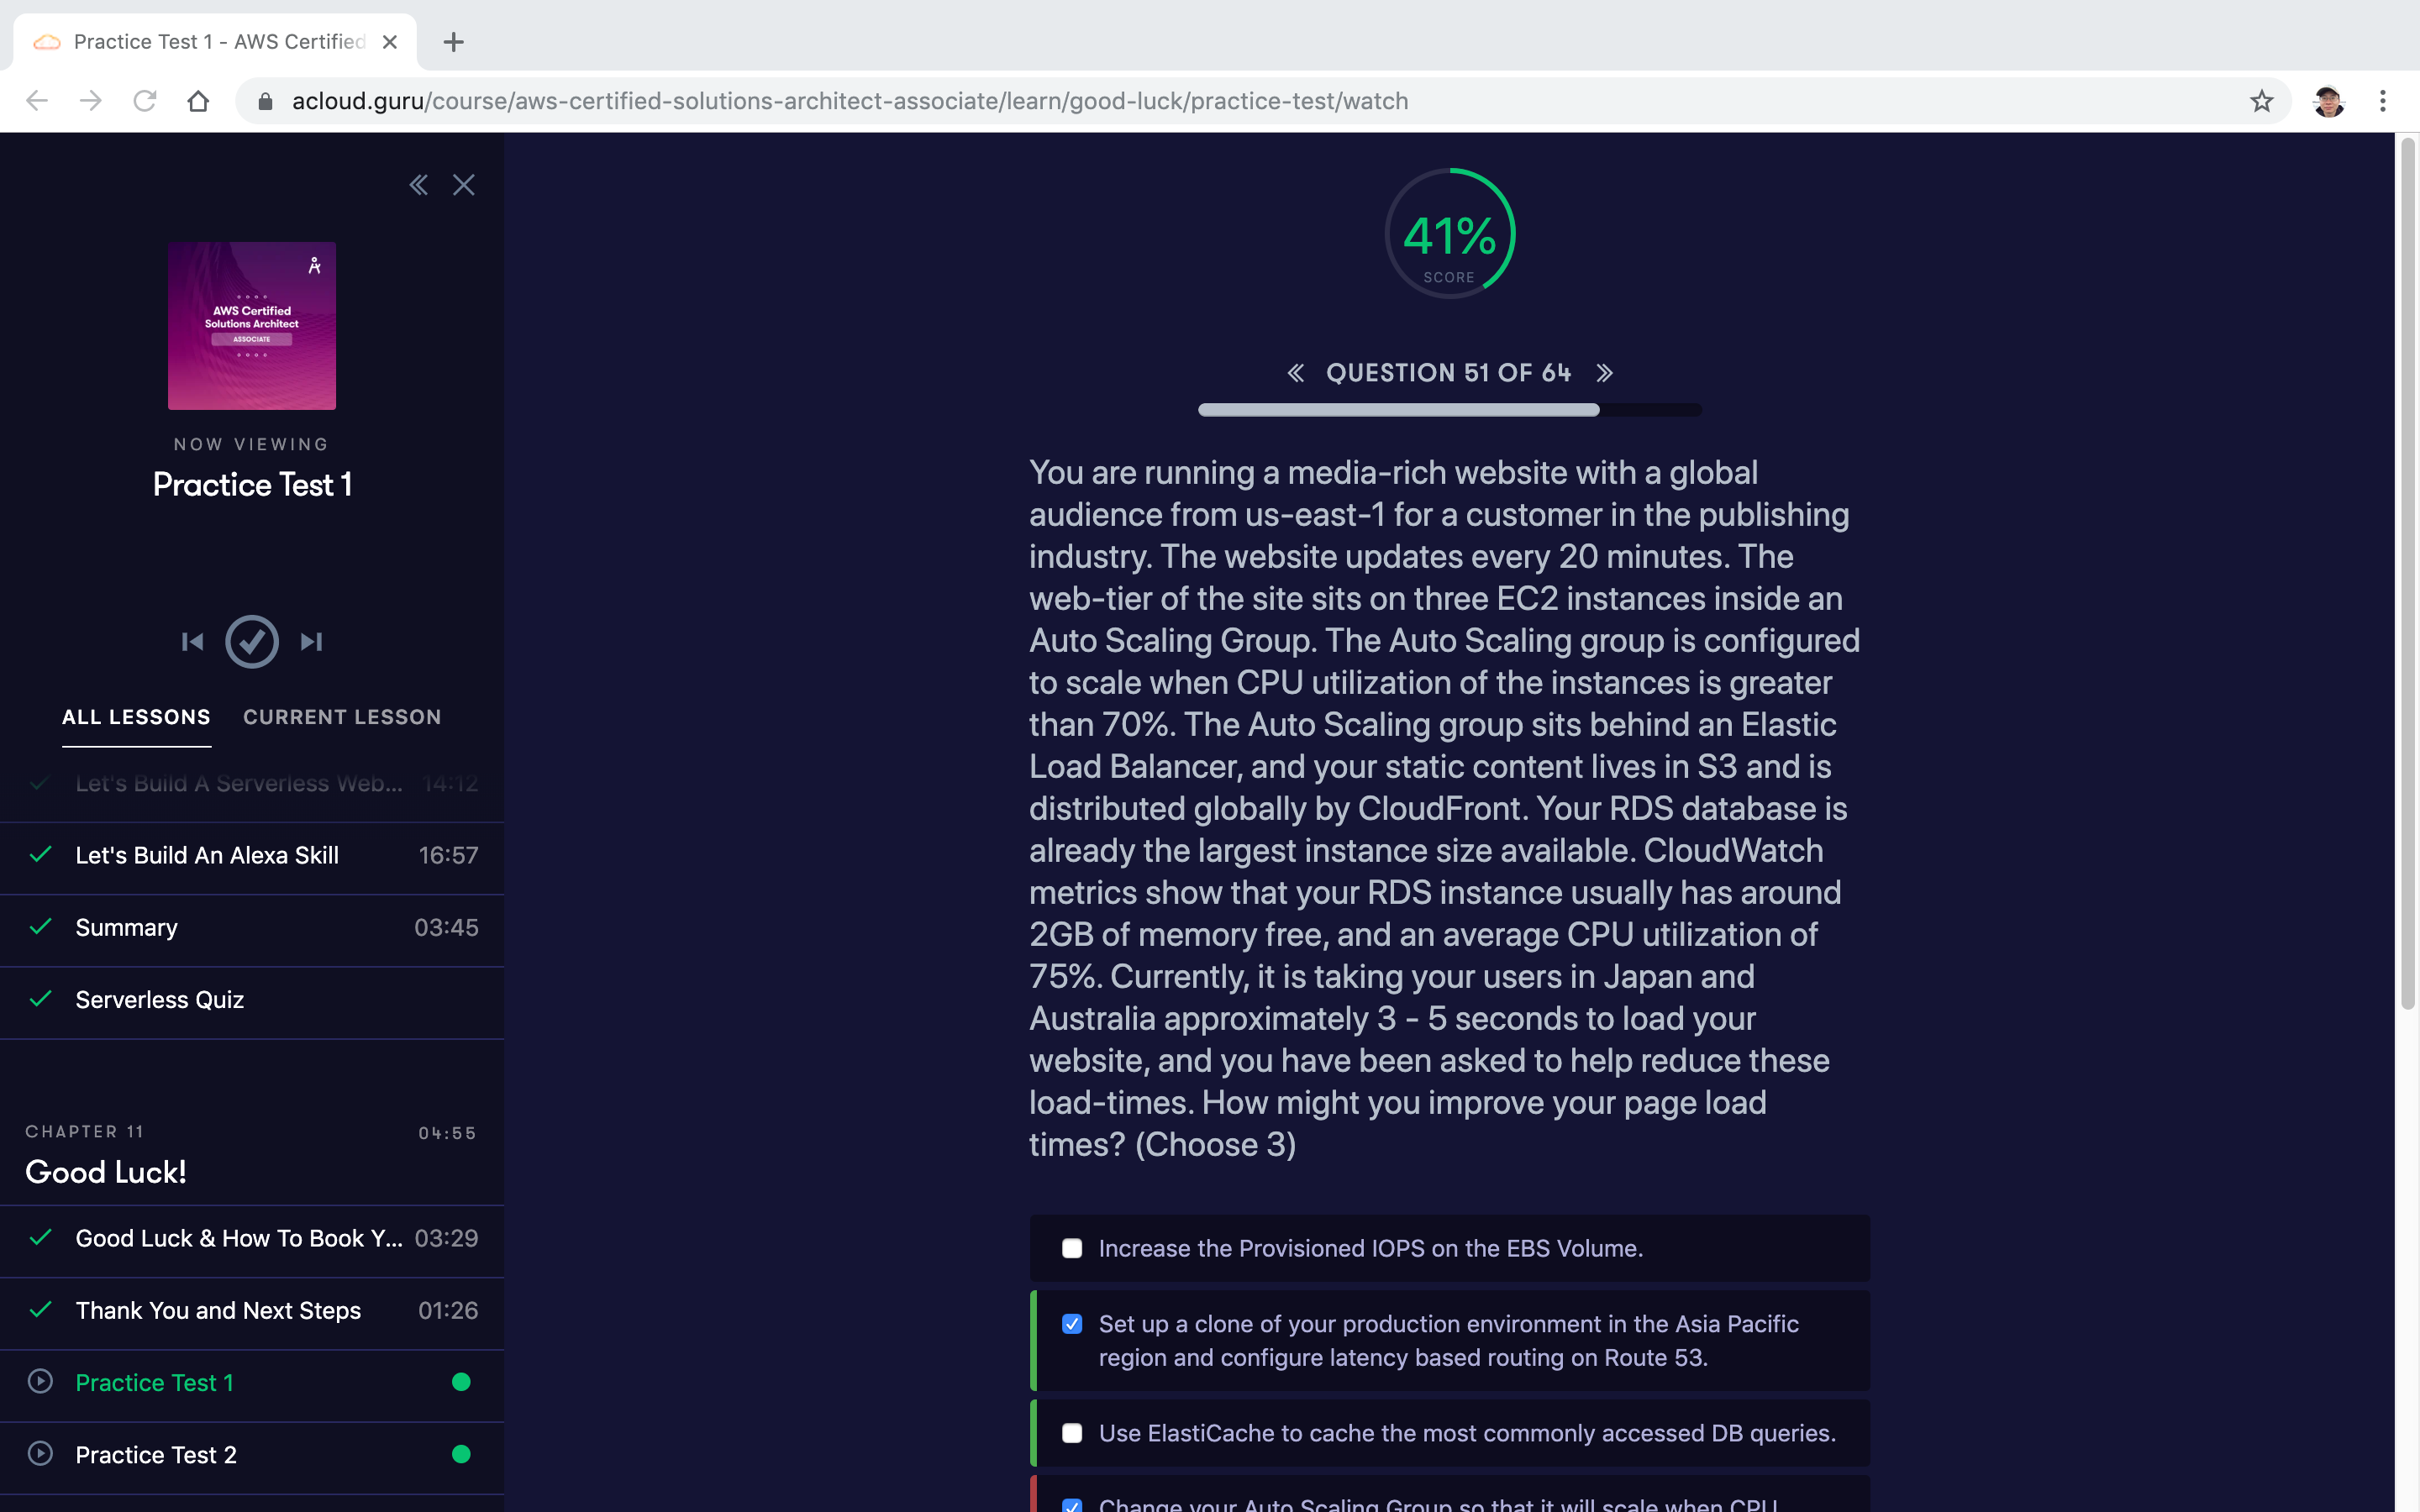 Practice Test 1 - AWS Certified
acloud.guru/course/aws-certified-solutions-architect-associate/learn/good-luck/practice-test/watch
AWS Certified
Solutions Architect
ASSOCIATE
NOW VIEWING
Practice Test 1
ALL LESSONS CURRENT LESSON
Let's Build A Serverless Web... 14:12
Let's Build An Alexa Skill 16:57
Summary 03:45
Serverless Quiz
CHAPTER 11 04:55
Good Luck!
Good Luck & How To Book Y... 03:29
Thank You and Next Steps 01:26
Practice Test 1
Practice Test 2
41%
SCORE
QUESTION 51 OF 64
You are running a media-rich website with a global
audience from us-east-1 for a customer in the publishing
industry. The website updates every 20 minutes. The
web-tier of the site sits on three EC2 instances inside an
Auto Scaling Group. The Auto Scaling group is configured
to scale when CPU utilization of the instances is greater
than 70%. The Auto Scaling group sits behind an Elastic
Load Balancer, and your static content lives in S3 and is
distributed globally by CloudFront. Your RDS database is
already the largest instance size available. CloudWatch
metrics show that your RDS instance usually has around
2GB of memory free, and an average CPU utilization of
75%. Currently, it is taking your users in Japan and
Australia approximately 3 - 5 seconds to load your
website, and you have been asked to help reduce these
load-times. How might you improve your page load
times? (Choose 3)
Increase the Provisioned IOPS on the EBS Volume.
Set up a clone of your production environment in the Asia Pacific
region and configure latency based routing on Route 53.
Use ElastiCache to cache the most commonly accessed DB queries.
Change your Auto Scaling Group so that it will scale when CPU